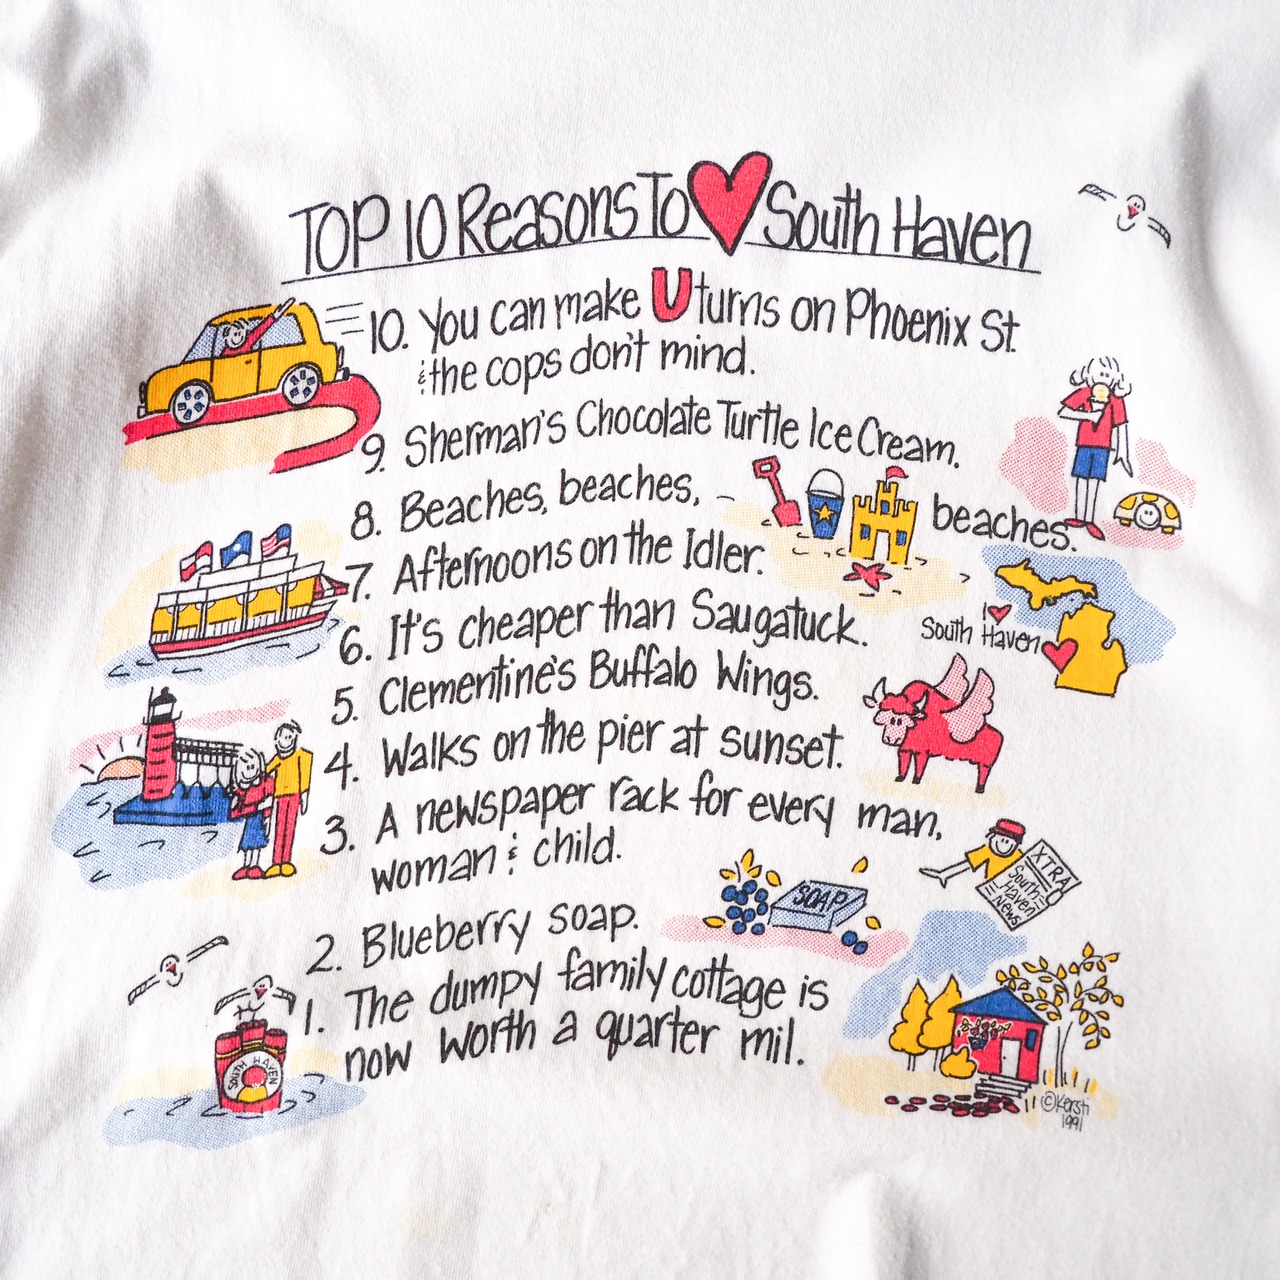 TOP 10 Reasons To ♥ South Haven
10. You can make U turns on Phoenix St.
& the cops don't mind.
9. Sherman's Chocolate Turtle Ice Cream.
8. Beaches, beaches, - beaches.
7. Afternoons on the Idler.
6. It's cheaper than Saugatuck.
I ♥
South Haven
5. Clementine's Buffalo Wings.
4. Walks on the pier at sunset.
3. A newspaper rack for every man,
woman & child.
XTRA
South
Haven
News
2. Blueberry soap.
SOAP
1. The dumpy family cottage is
now worth a quarter mil.
SOUTH HAVEN
©Kersti
1991